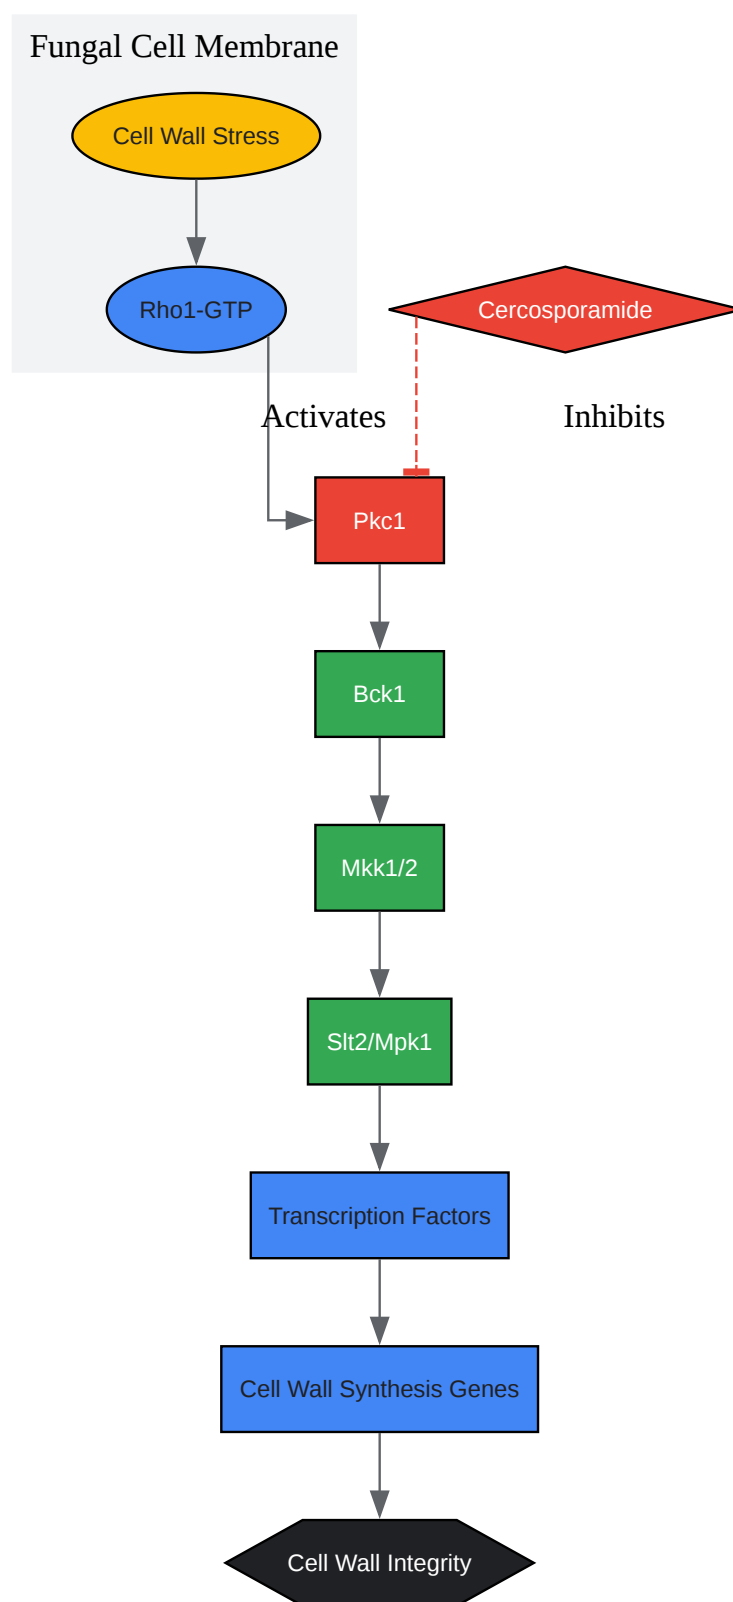 Fungal Cell Membrane
Cell Wall Stress
Rho1-GTP
Cercosporamide
Activates
Inhibits
Pkc1
Bck1
Mkk1/2
Slt2/Mpk1
Transcription Factors
Cell Wall Synthesis Genes
Cell Wall Integrity